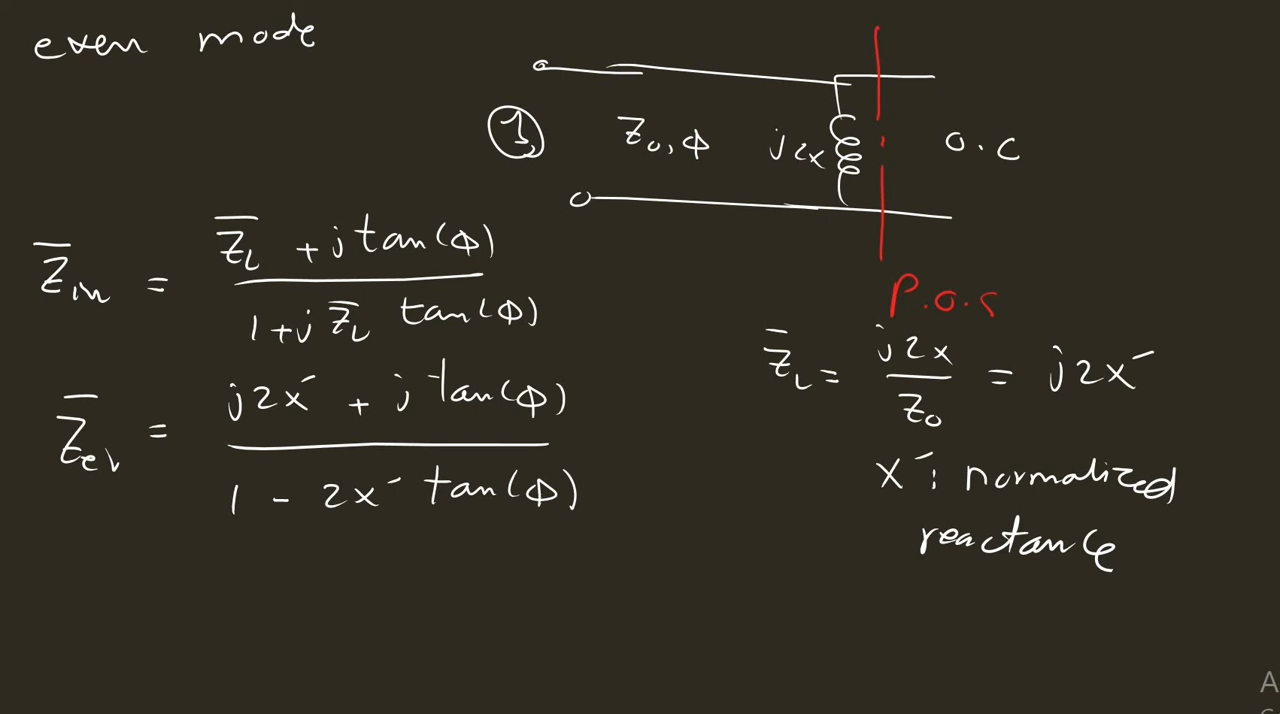 even mode
① Z₀, Φ j2x o.c
P.O.S
Z̅in = (Z̅L + j tan(Φ)) / (1 + j Z̅L tan(Φ))
Z̅L = j2x / Z₀ = j2x̄
Z̅ev = (j2x̄ + j tan(Φ)) / (1 - 2x̄ tan(Φ))
x̄ : normalized
reactance